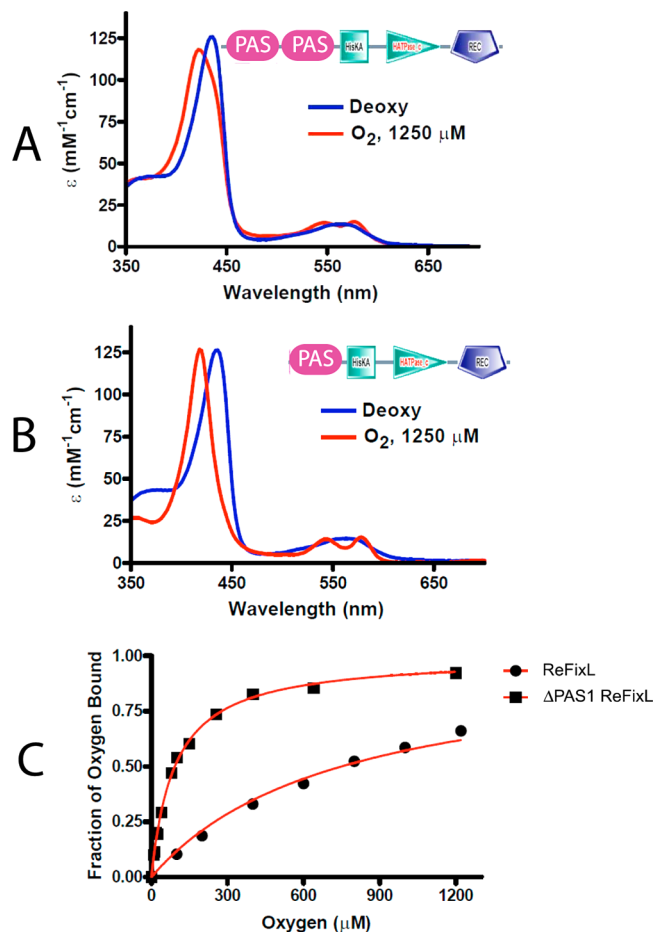 A
PAS PAS HisKA HATPase_c REC
Deoxy
O2, 1250 μM
ε (mM-1cm-1)
125
100
75
50
25
0
350 450 550 650
Wavelength (nm)
B
PAS HisKA HATPase_c REC
Deoxy
O2, 1250 μM
ε (mM-1cm-1)
125
100
75
50
25
0
350 450 550 650
Wavelength (nm)
C
ReFixL
ΔPAS1 ReFixL
Fraction of Oxygen Bound
1.00
0.75
0.50
0.25
0.00
0 300 600 900 1200
Oxygen (μM)